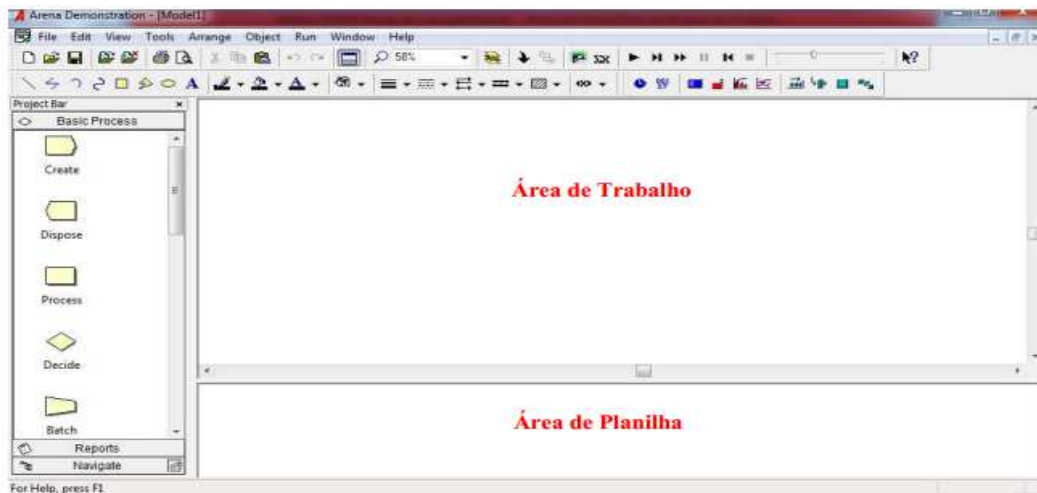 Arena Demonstration - [Model1]
File Edit View Tools Arrange Object Run Window Help
58%
0
Project Bar
Basic Process
Create
Dispose
Process
Decide
Batch
Reports
Navigate
Área de Trabalho
Área de Planilha
For Help, press F1